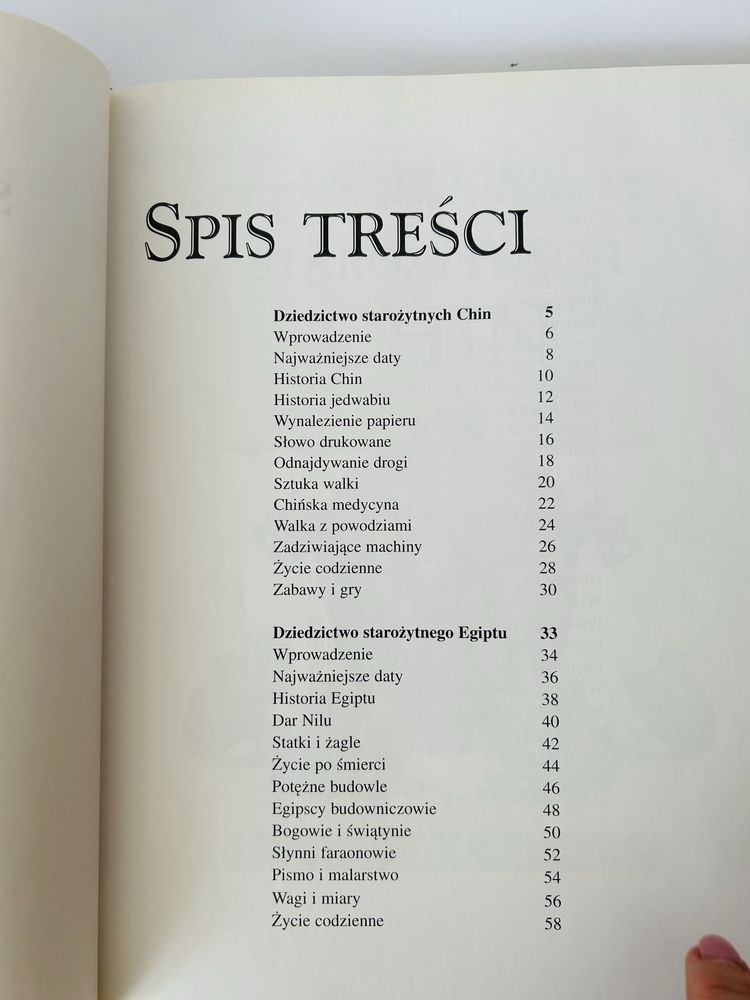 SPIS TREŚCI
Dziedzictwo starożytnych Chin 5
Wprowadzenie 6
Najważniejsze daty 8
Historia Chin 10
Historia jedwabiu 12
Wynalezienie papieru 14
Słowo drukowane 16
Odnajdywanie drogi 18
Sztuka walki 20
Chińska medycyna 22
Walka z powodziami 24
Zadziwiające machiny 26
Życie codzienne 28
Zabawy i gry 30
Dziedzictwo starożytnego Egiptu 33
Wprowadzenie 34
Najważniejsze daty 36
Historia Egiptu 38
Dar Nilu 40
Statki i żagle 42
Życie po śmierci 44
Potężne budowle 46
Egipscy budowniczowie 48
Bogowie i świątynie 50
Słynni faraonowie 52
Pismo i malarstwo 54
Wagi i miary 56
Życie codzienne 58